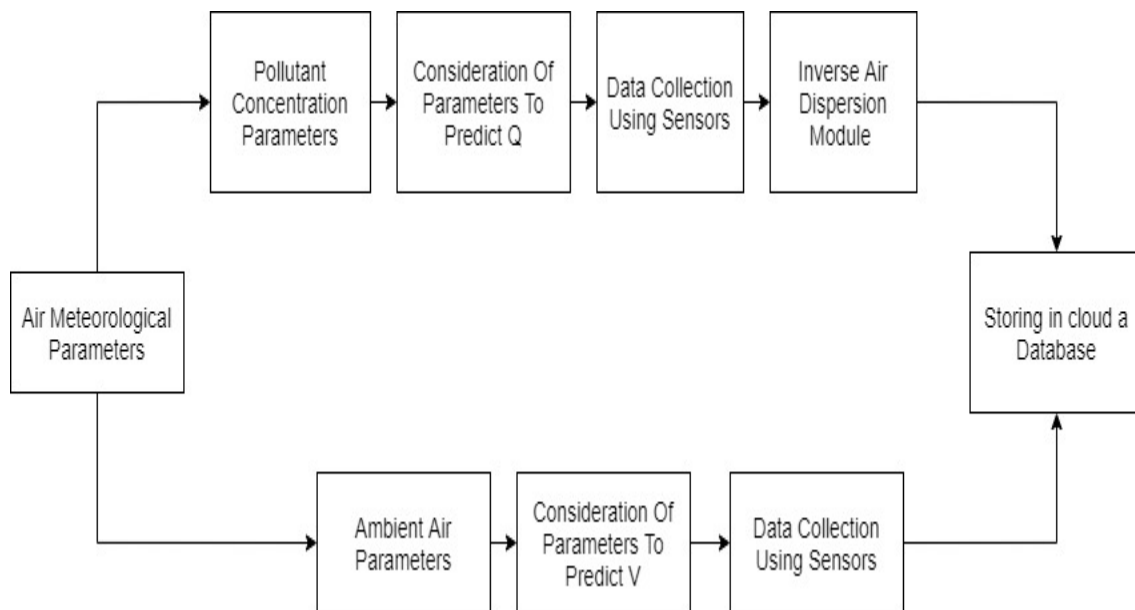 Pollutant
Concentration
Parameters
Consideration Of
Parameters To
Predict Q
Data Collection
Using Sensors
Inverse Air
Dispersion
Module
Air Meteorological
Parameters
Storing in cloud a
Database
Ambient Air
Parameters
Consideration Of
Parameters To
Predict V
Data Collection
Using Sensors